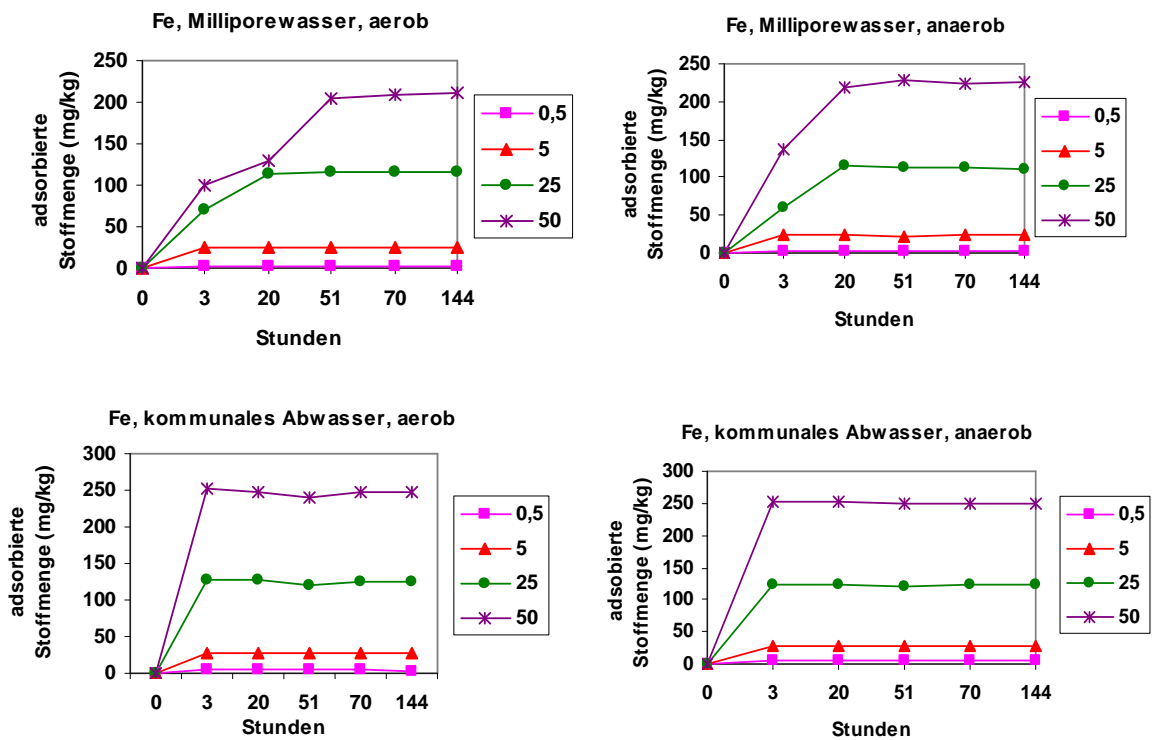 Fe, Milliporewasser, aerob
adsorbierte
Stoffmenge (mg/kg)
250
200
150
100
50
0
0 3 20 51 70 144
Stunden
0,5
5
25
50
Fe, Milliporewasser, anaerob
adsorbierte
Stoffmenge (mg/kg)
250
200
150
100
50
0
0 3 20 51 70 144
Stunden
0,5
5
25
50
Fe, kommunales Abwasser, aerob
adsorbierte
Stoffmenge (mg/kg)
300
250
200
150
100
50
0
0 3 20 51 70 144
Stunden
0,5
5
25
50
Fe, kommunales Abwasser, anaerob
adsobierte
Stoffmenge (mg/kg)
300
250
200
150
100
50
0
0 3 20 51 70 144
Stunden
0,5
5
25
50